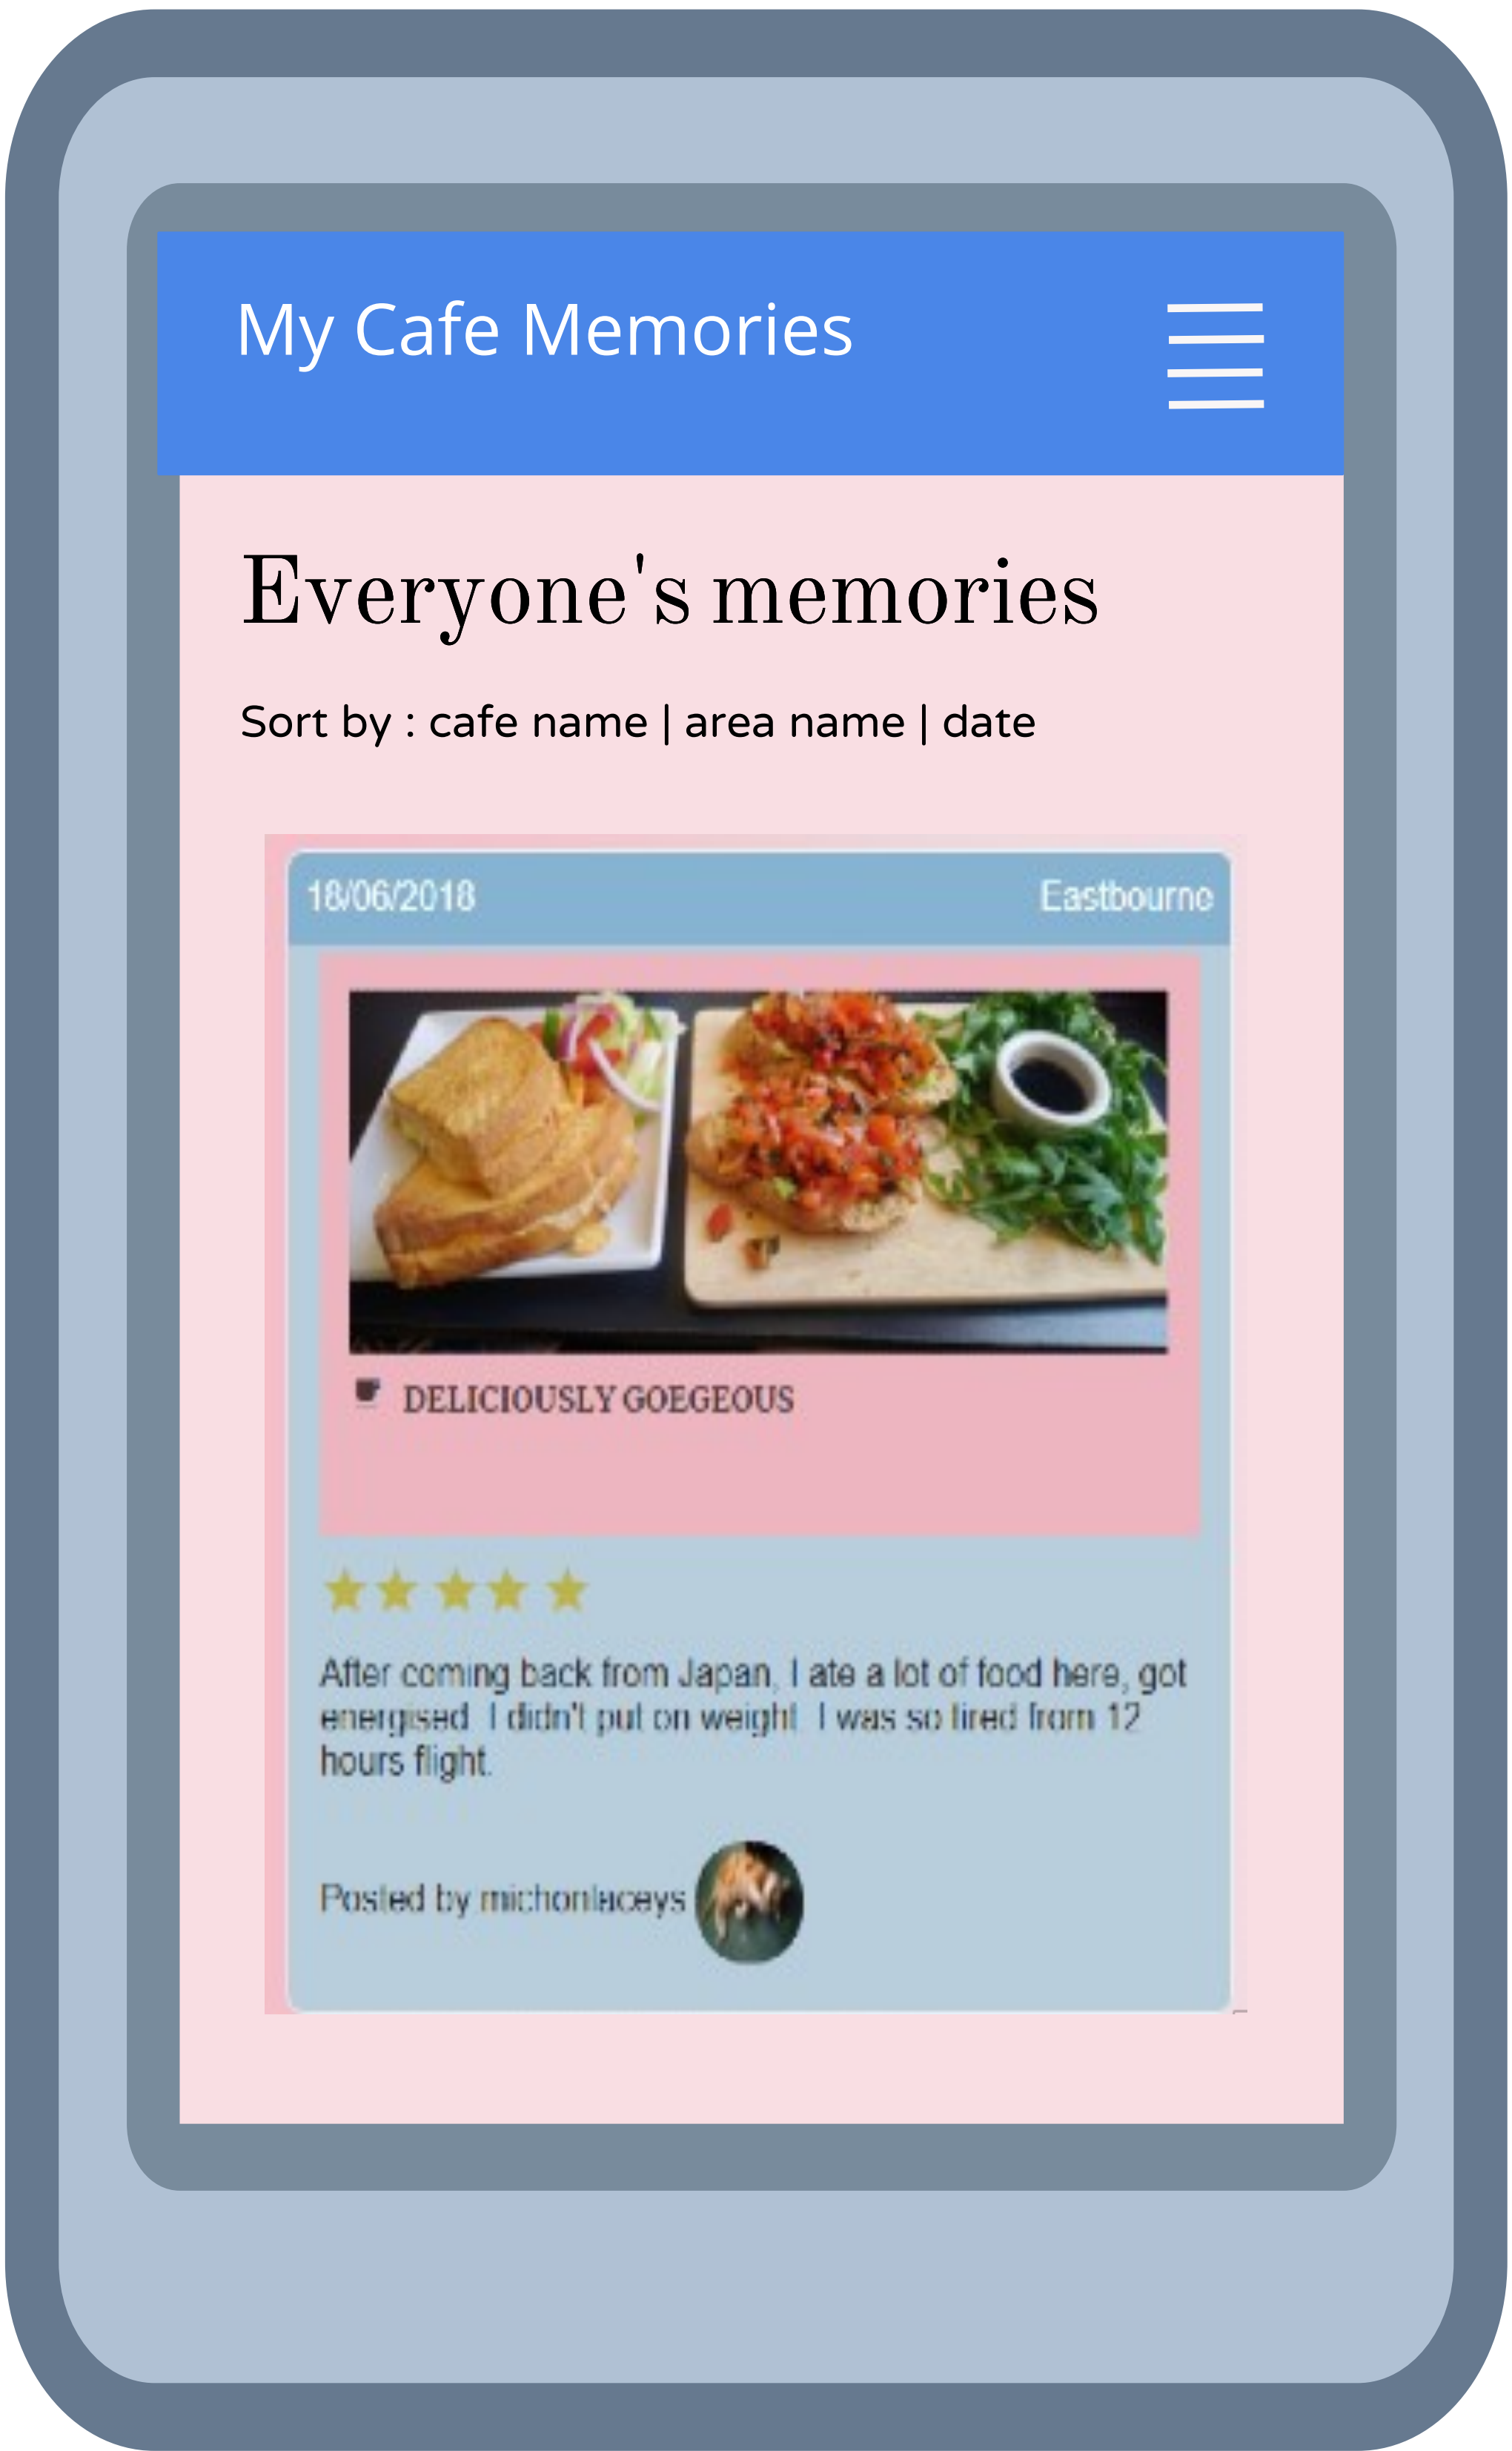 My Cafe Memories
Everyone's memories
Sort by : cafe name | area name | date
18/06/2018
Eastbourne
DELICIOUSLY GOEGEOUS
After coming back from Japan, I ate a lot of food here, got
energised. I didn't put on weight. I was so tired from 12
hours flight.
Posted by michonlaceys